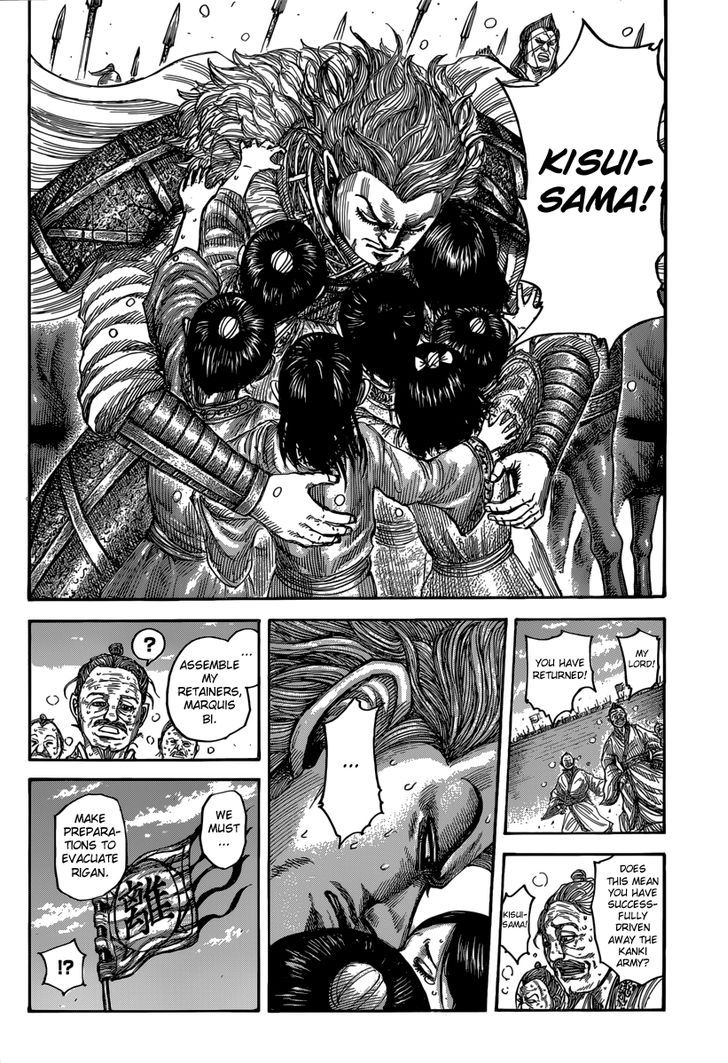 KISUI-
SAMA!
MY
LORD!
YOU HAVE
RETURNED!
DOES
THIS MEAN
YOU HAVE
SUCCESS-
FULLY
DRIVEN
AWAY THE
KANKI
ARMY?
KISUI-
SAMA!
...
...
ASSEMBLE
MY
RETAINERS,
MARQUIS
BI.
?
WE
MUST
...
MAKE
PREPARA-
TIONS TO
EVACUATE
RIGAN.
離
!?